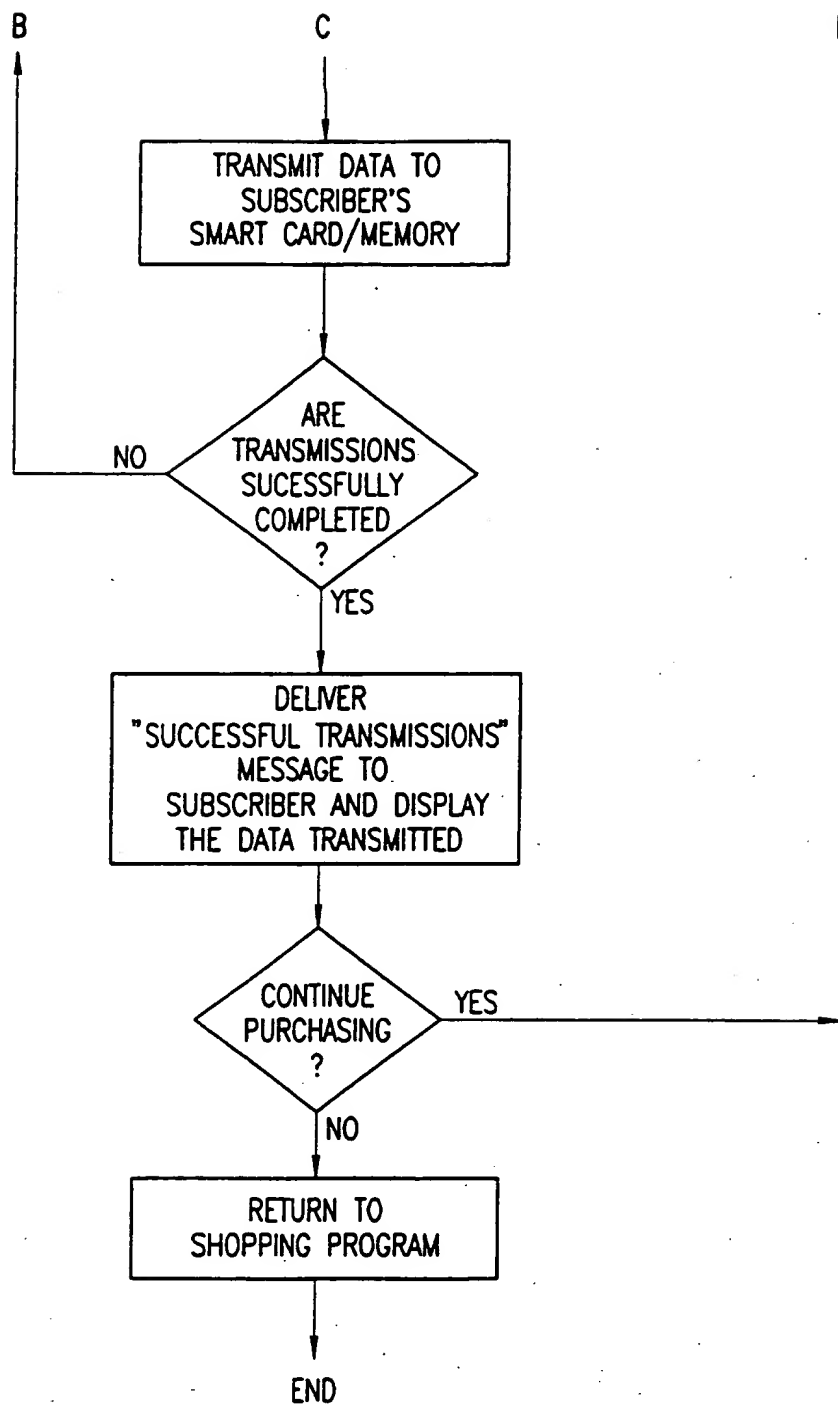 B
C
TRANSMIT DATA TO
SUBSCRIBER'S
SMART CARD/MEMORY
ARE
TRANSMISSIONS
SUCESSFULLY
COMPLETED
?
NO
YES
DELIVER
"SUCCESSFUL TRANSMISSIONS"
MESSAGE TO
SUBSCRIBER AND DISPLAY
THE DATA TRANSMITTED
CONTINUE
PURCHASING
?
YES
NO
RETURN TO
SHOPPING PROGRAM
END